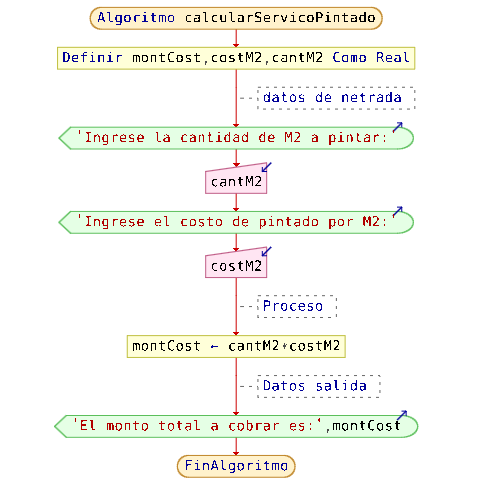 Algoritmo calcularServicoPintado
Definir montCost,costM2,cantM2 Como Real
datos de netrada
'Ingrese la cantidad de M2 a pintar:
cantM2
'Ingrese el costo de pintado por M2:
costM2
Proceso
montCost ← cantM2*costM2
Datos salida
'El monto total a cobrar es:',montCost
FinAlgoritmo